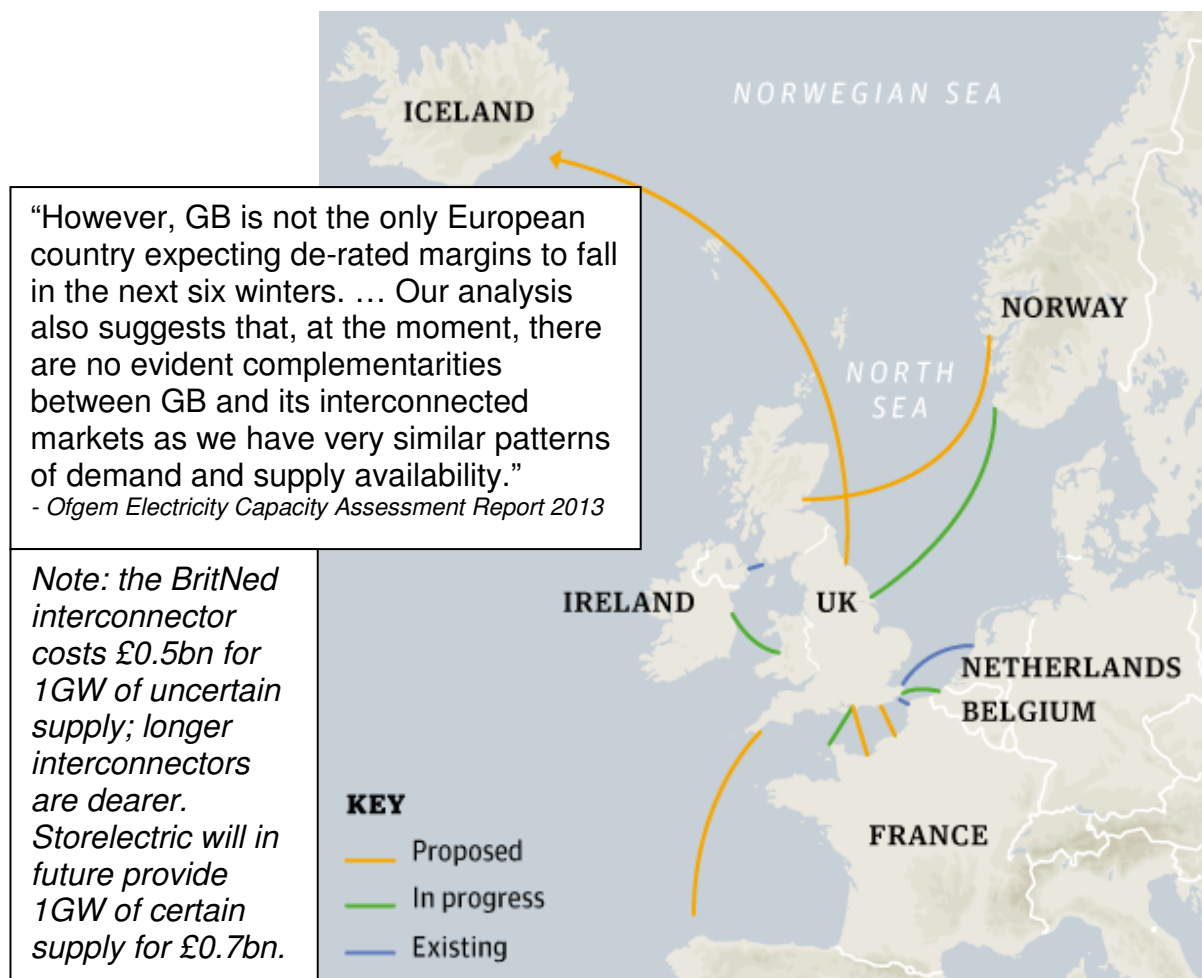 ICELAND
NORWEGIAN SEA
“However, GB is not the only European
country expecting de-rated margins to fall
in the next six winters. … Our analysis
also suggests that, at the moment, there
are no evident complementarities
between GB and its interconnected
markets as we have very similar patterns
of demand and supply availability.”
- Ofgem Electricity Capacity Assessment Report 2013
NORWAY
NORTH
SEA
Note: the BritNed
interconnector
costs £0.5bn for
1GW of uncertain
supply; longer
interconnectors
are dearer.
Storelectric will in
future provide
1GW of certain
supply for £0.7bn.
IRELAND
UK
NETHERLANDS
BELGIUM
FRANCE
KEY
Proposed
In progress
Existing